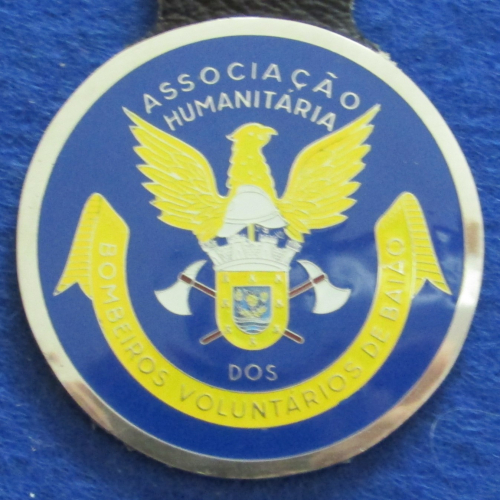 ASSOCIAÇÃO
HUMANITÁRIA
DOS
BOMBEIROS VOLUNTÁRIOS DE BAIÃO